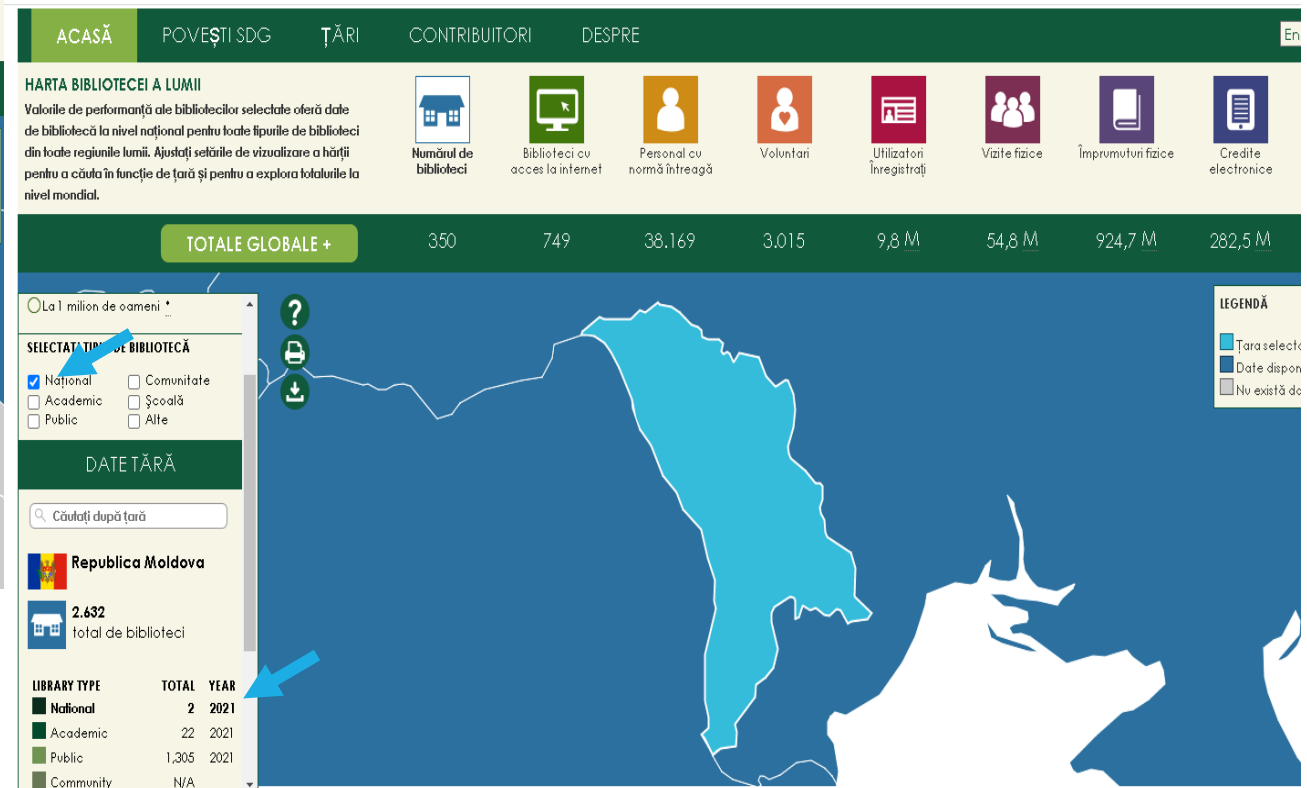 ACASĂ POVEȘTI SDG ȚĂRI CONTRIBUITORI DESPRE En
HARTA BIBLIOTECEI A LUMII
Valorile de performanță ale bibliotecilor selectate oferă date
de bibliotecă la nivel național pentru toate tipurile de biblioteci
din toate regiunile lumii. Ajustați setările de vizualizare a hărții
pentru a căuta în funcție de țară și pentru a explora totalurile la
nivel mondial.
Numărul de
biblioteci
Biblioteci cu
acces la internet
Personal cu
normă întreagă
Voluntari
Utilizatori
Înregistrați
Vizite fizice
Împrumuturi fizice
Credite
electronice
TOTALE GLOBALE + 350 749 38.169 3.015 9,8 M 54,8 M 924,7 M 282,5 M
La 1 milion de oameni *
DE BIBLIOTECĂ
Național Comunitate
Academic Școală
Public Alte
DATE TĂRĂ
Căutați după țară
Republica Moldova
2.632
total de biblioteci
LIBRARY TYPE TOTAL YEAR
National 2 2021
Academic 22 2021
Public 1,305 2021
Community N/A
?
LEGENDĂ
Țara selecta
Date dispon
Nu există da